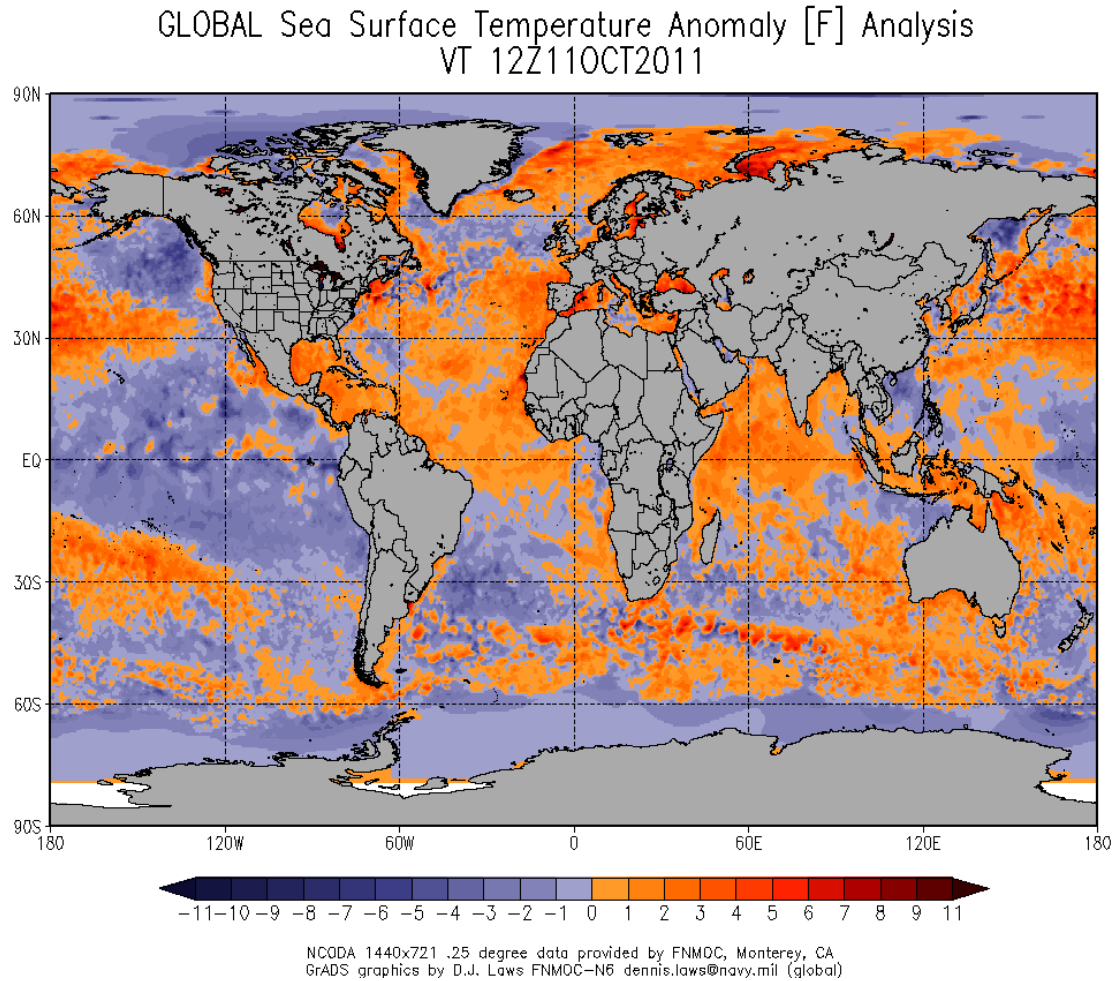 GLOBAL Sea Surface Temperature Anomaly [F] Analysis
VT 12Z11OCT2011
90N
60N
30N
EQ
30S
60S
90S
180 120W 60W 0 60E 120E 180
-11 -10 -9 -8 -7 -6 -5 -4 -3 -2 -1 0 1 2 3 4 5 6 7 8 9 11
NCODA 1440x721 .25 degree data provided by FNMOC, Monterey, CA
GrADS graphics by D.J. Laws FNMOC-N6 dennis.laws@navy.mil (global)